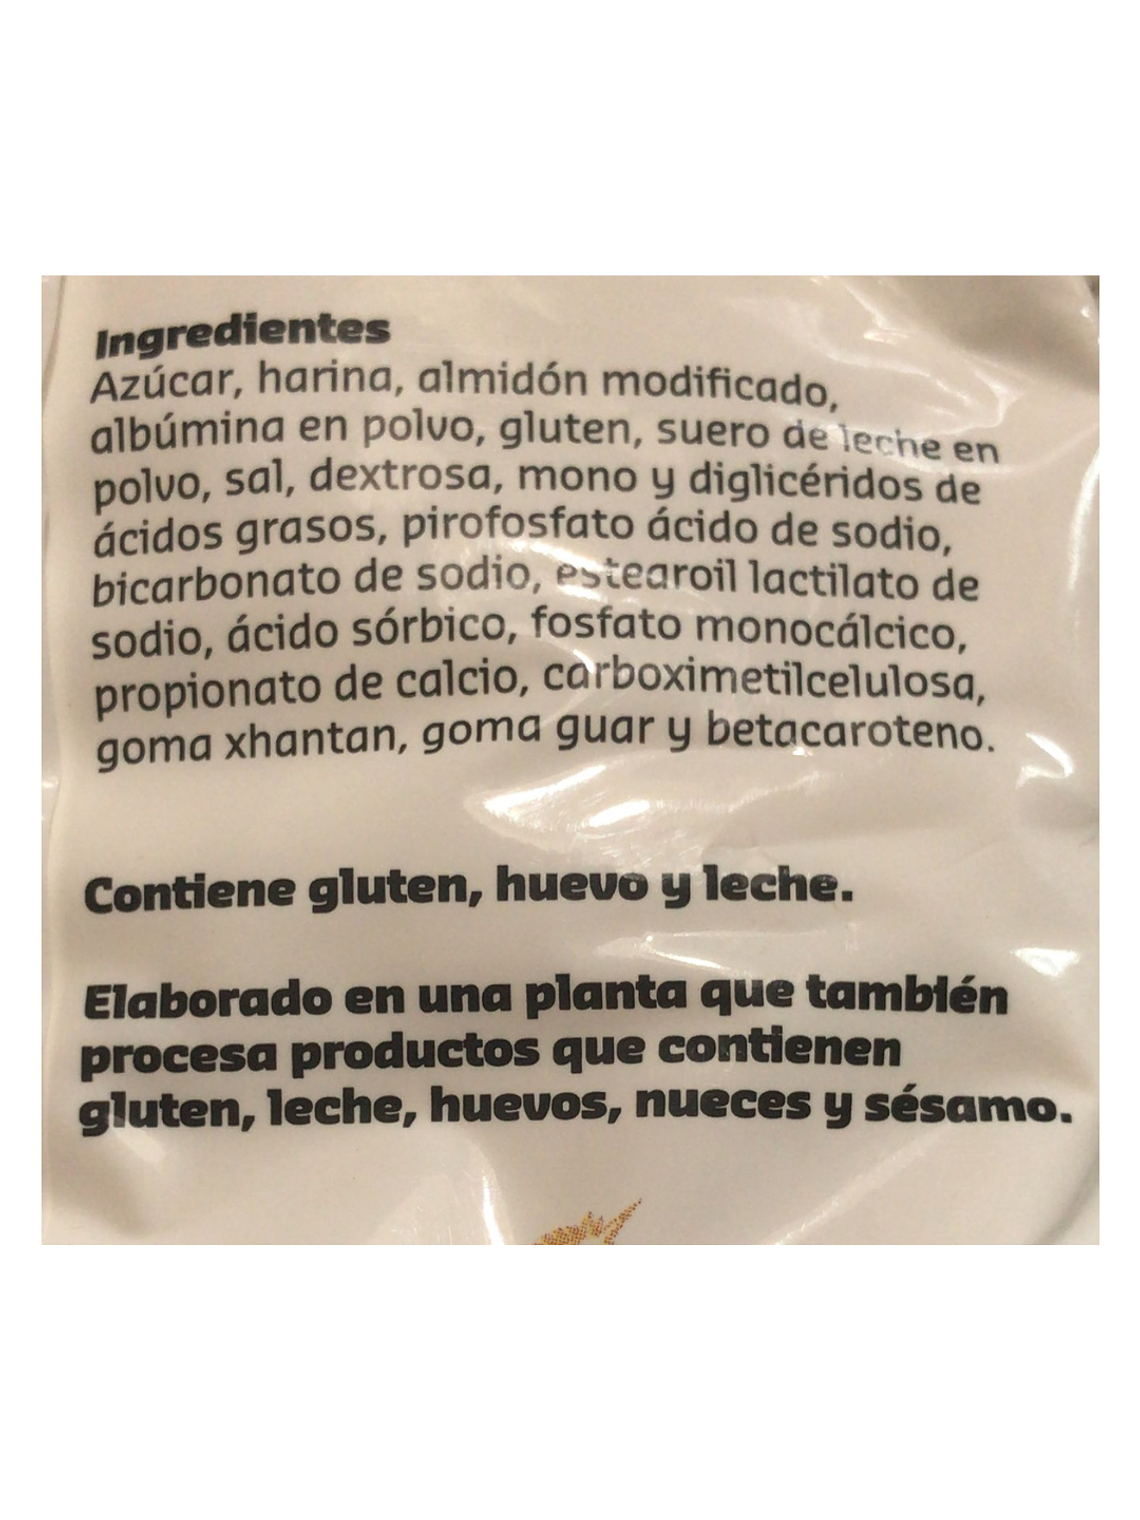 Ingredientes
Azúcar, harina, almidón modificado,
albúmina en polvo, gluten, suero de leche en
polvo, sal, dextrosa, mono y diglicéridos de
ácidos grasos, pirofosfato ácido de sodio,
bicarbonato de sodio, estearoil lactilato de
sodio, ácido sórbico, fosfato monocálcico,
propionato de calcio, carboximetilcelulosa,
goma xhantan, goma guar y betacaroteno.
Contiene gluten, huevo y leche.
Elaborado en una planta que también
procesa productos que contienen
gluten, leche, huevos, nueces y sésamo.